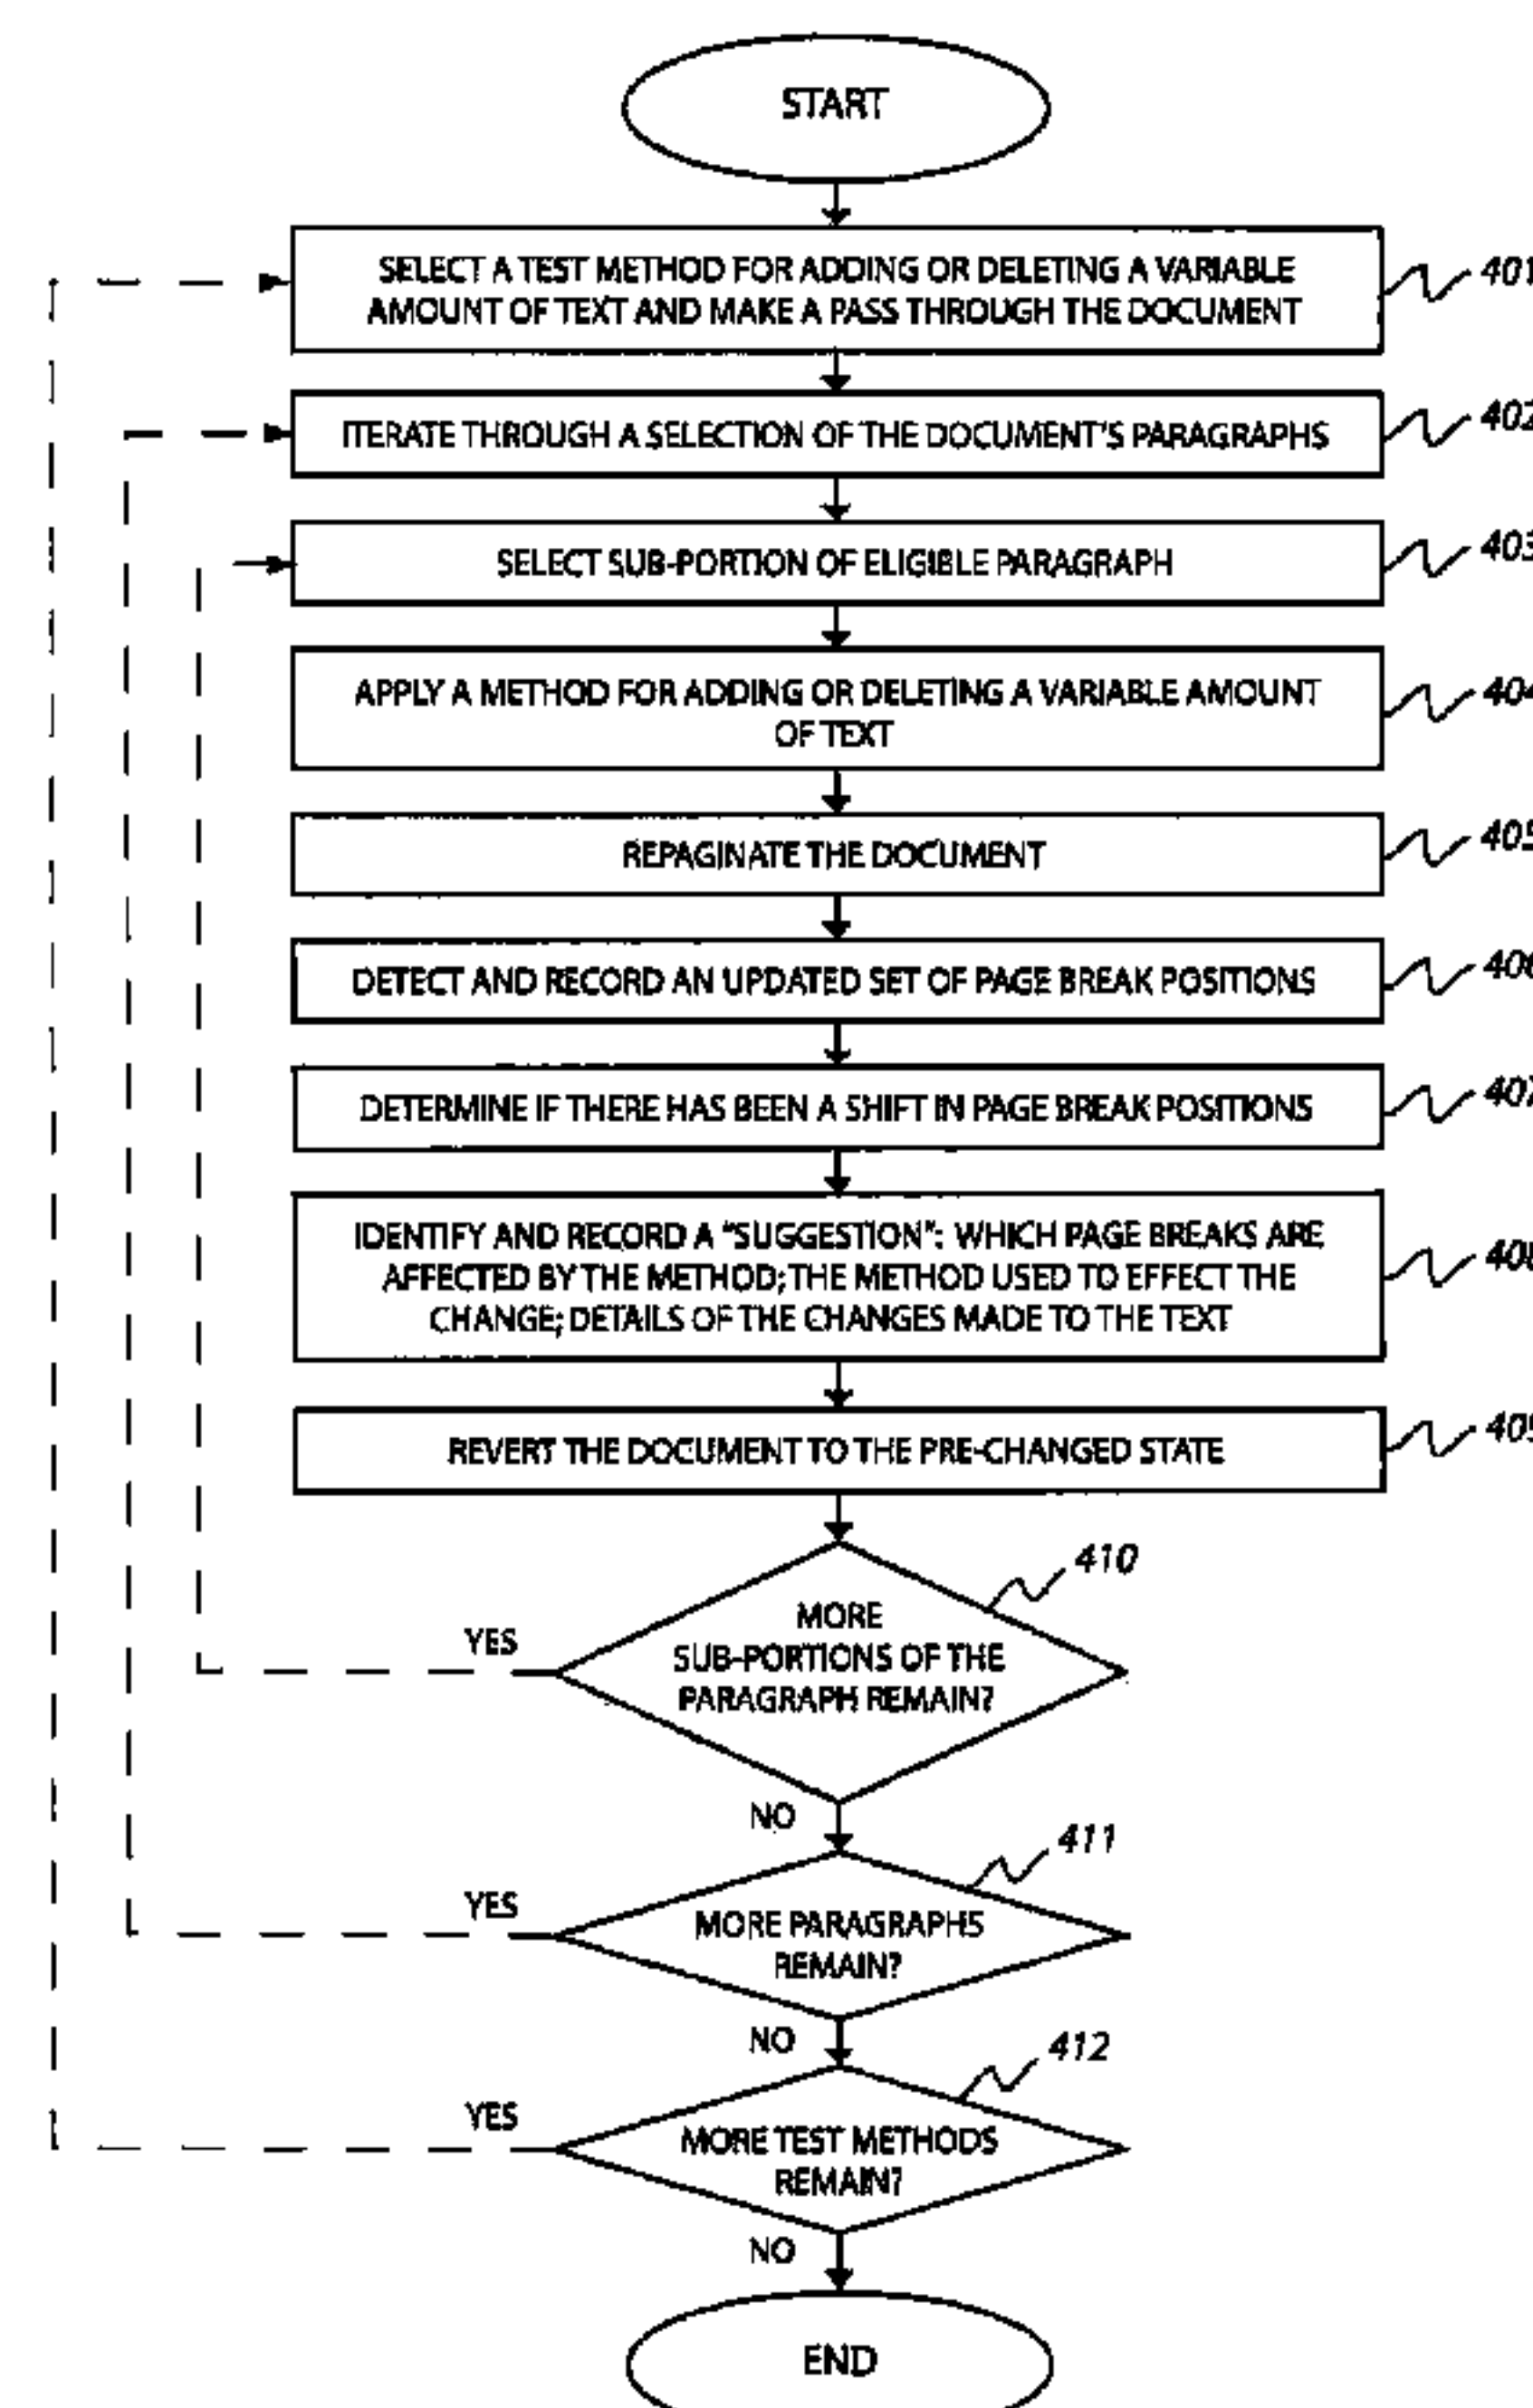 START
SELECT A TEST METHOD FOR ADDING OR DELETING A VARIABLE
AMOUNT OF TEXT AND MAKE A PASS THROUGH THE DOCUMENT
401
ITERATE THROUGH A SELECTION OF THE DOCUMENT'S PARAGRAPHS
402
SELECT SUB-PORTION OF ELIGIBLE PARAGRAPH
403
APPLY A METHOD FOR ADDING OR DELETING A VARIABLE AMOUNT
OF TEXT
404
REPAGINATE THE DOCUMENT
405
DETECT AND RECORD AN UPDATED SET OF PAGE BREAK POSITIONS
406
DETERMINE IF THERE HAS BEEN A SHIFT IN PAGE BREAK POSITIONS
407
IDENTIFY AND RECORD A "SUGGESTION": WHICH PAGE BREAKS ARE
AFFECTED BY THE METHOD; THE METHOD USED TO EFFECT THE
CHANGE; DETAILS OF THE CHANGES MADE TO THE TEXT
408
REVERT THE DOCUMENT TO THE PRE-CHANGED STATE
409
410
MORE
SUB-PORTIONS OF THE
PARAGRAPH REMAIN?
YES
NO
411
MORE PARAGRAPHS
REMAIN?
YES
NO
412
MORE TEST METHODS
REMAIN?
YES
NO
END